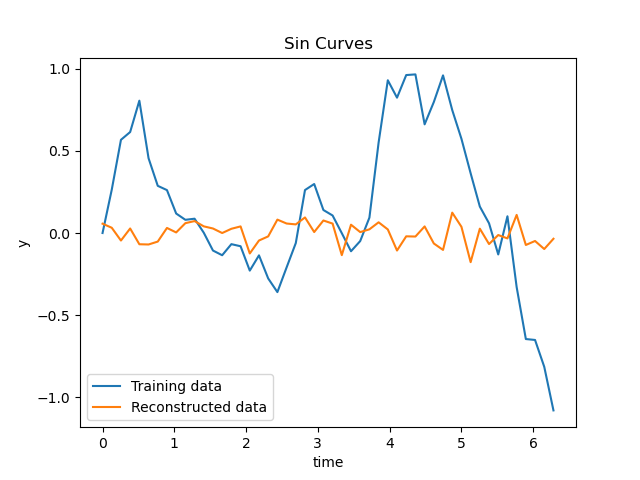 Sin Curves
1.0
0.5
0.0
−0.5
−1.0
y
Training data
Reconstructed data
0 1 2 3 4 5 6
time